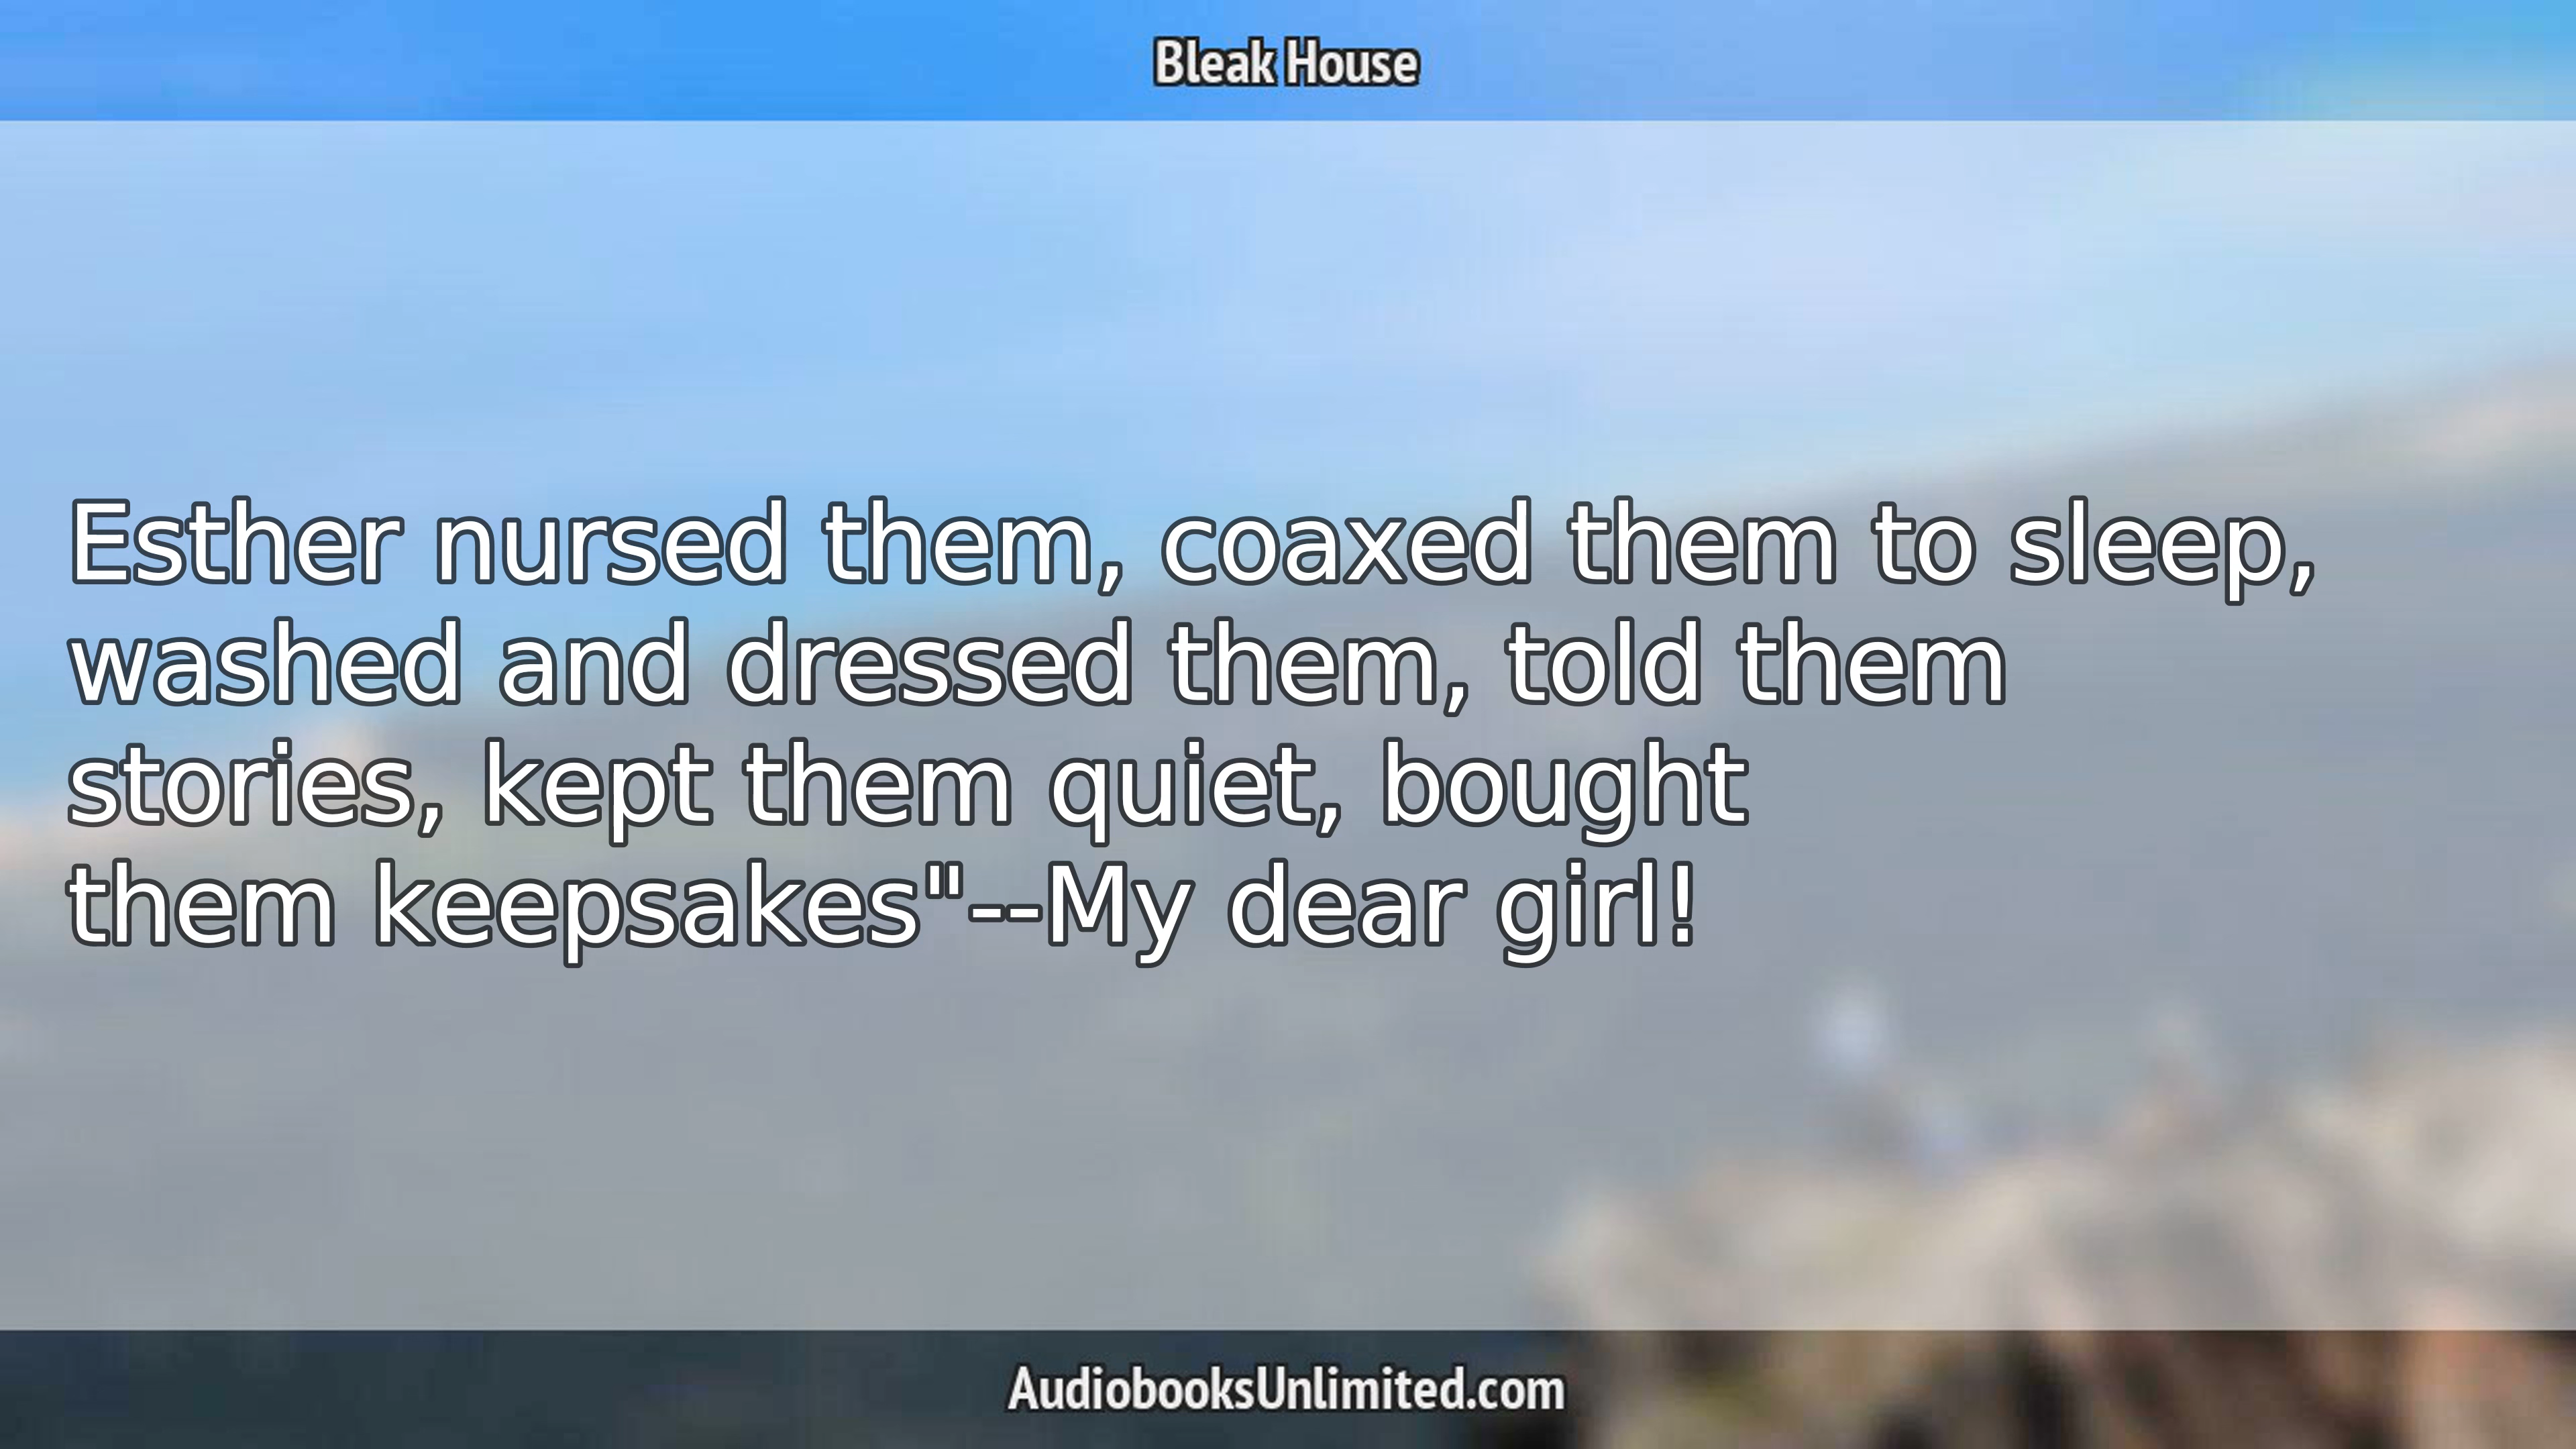 Bleak House
Esther nursed them, coaxed them to sleep,
washed and dressed them, told them
stories, kept them quiet, bought
them keepsakes"--My dear girl!
AudiobooksUnlimited.com